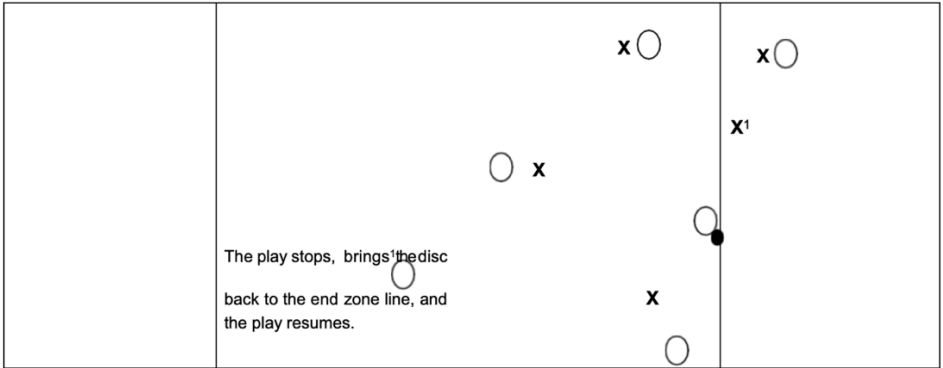 X
X
X¹
X
The play stops, brings¹the disc
back to the end zone line, and
the play resumes.
X